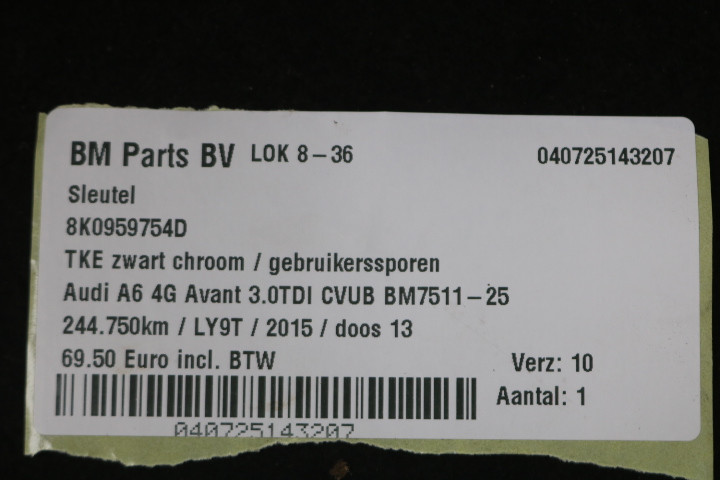 BM Parts BV LOK 8-36 040725143207
Sleutel
8K0959754D
TKE zwart chroom / gebruikerssporen
Audi A6 4G Avant 3.0TDI CVUB BM7511-25
244.750km / LY9T / 2015 / doos 13
69.50 Euro incl. BTW Verz: 10
Aantal: 1
040725143207